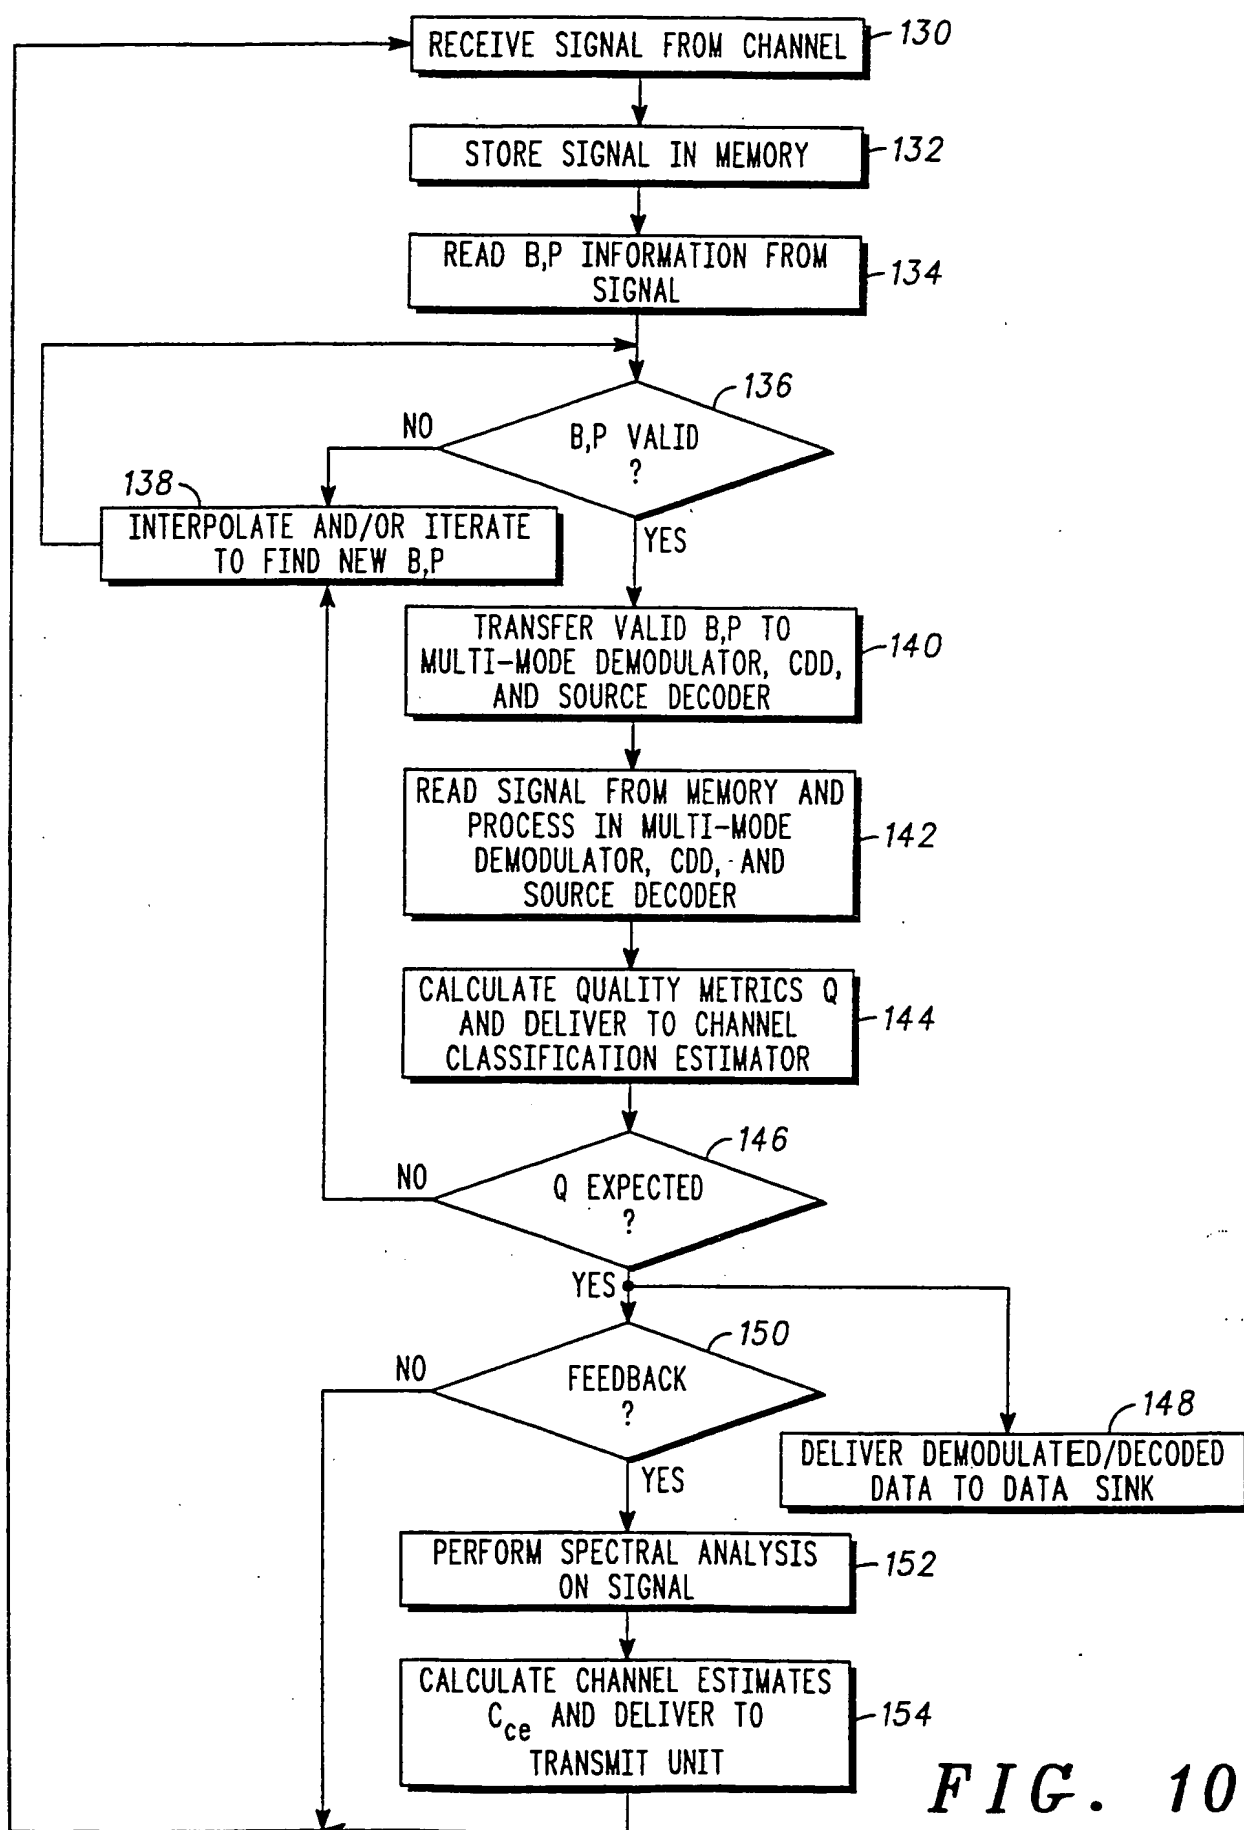 RECEIVE SIGNAL FROM CHANNEL
130
STORE SIGNAL IN MEMORY
132
READ B,P INFORMATION FROM
SIGNAL
134
136
NO
B,P VALID
?
138
INTERPOLATE AND/OR ITERATE
TO FIND NEW B,P
YES
TRANSFER VALID B,P TO
MULTI-MODE DEMODULATOR, CDD,
AND SOURCE DECODER
140
READ SIGNAL FROM MEMORY AND
PROCESS IN MULTI-MODE
DEMODULATOR, CDD, AND
SOURCE DECODER
142
CALCULATE QUALITY METRICS Q
AND DELIVER TO CHANNEL
CLASSIFICATION ESTIMATOR
144
146
NO
Q EXPECTED
?
YES
150
NO
FEEDBACK
?
148
DELIVER DEMODULATED/DECODED
DATA TO DATA SINK
YES
PERFORM SPECTRAL ANALYSIS
ON SIGNAL
152
CALCULATE CHANNEL ESTIMATES
Cce AND DELIVER TO
TRANSMIT UNIT
154
FIG. 10